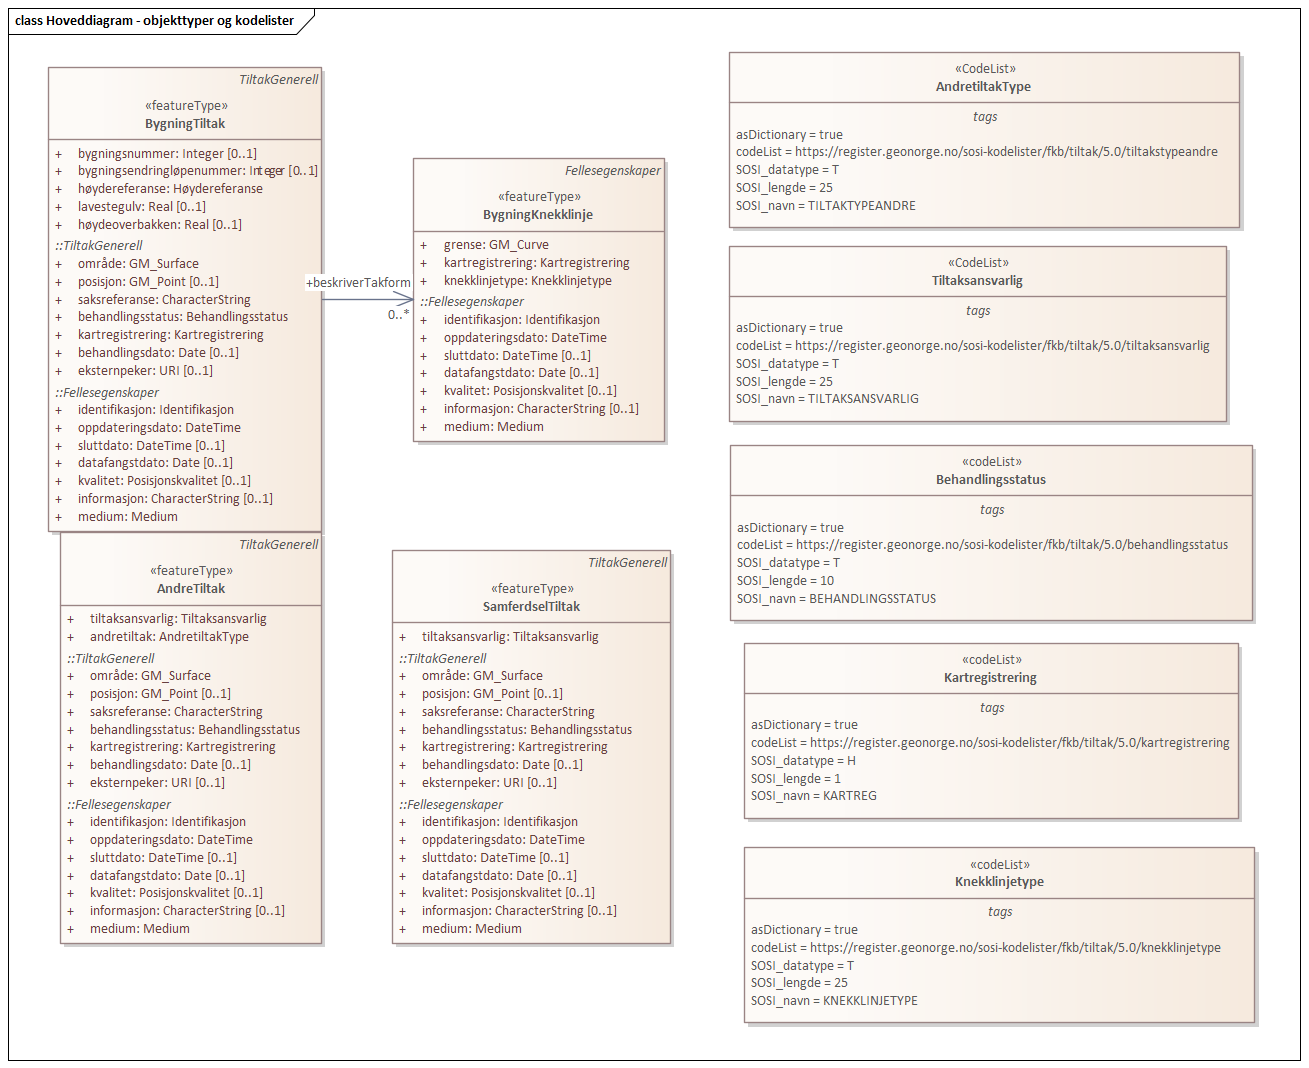 class Hoveddiagram - objekttyper og kodelister
TiltakGenerell
«featureType»
BygningTiltak
+ bygningsnummer: Integer [0..1]
+ bygningsendringløpenummer: Integer [0..1]
+ høydereferanse: Høydereferanse
+ lavestegulv: Real [0..1]
+ høydeoverbakken: Real [0..1]
::TiltakGenerell
+ område: GM_Surface
+ posisjon: GM_Point [0..1]
+ saksreferanse: CharacterString
+ behandlingsstatus: Behandlingsstatus
+ kartregistrering: Kartregistrering
+ behandlingsdato: Date [0..1]
+ eksternpeker: URI [0..1]
::Fellesegenskaper
+ identifikasjon: Identifikasjon
+ oppdateringsdato: DateTime
+ sluttdato: DateTime [0..1]
+ datafangstdato: Date [0..1]
+ kvalitet: Posisjonskvalitet [0..1]
+ informasjon: CharacterString [0..1]
+ medium: Medium
+beskriverTakform
0..*
Fellesegenskaper
«featureType»
BygningKnekklinje
+ grense: GM_Curve
+ kartregistrering: Kartregistrering
+ knekklinjetype: Knekklinjetype
::Fellesegenskaper
+ identifikasjon: Identifikasjon
+ oppdateringsdato: DateTime
+ sluttdato: DateTime [0..1]
+ datafangstdato: Date [0..1]
+ kvalitet: Posisjonskvalitet [0..1]
+ informasjon: CharacterString [0..1]
+ medium: Medium
TiltakGenerell
«featureType»
AndreTiltak
+ tiltaksansvarlig: Tiltaksansvarlig
+ andretiltak: AndretiltakType
::TiltakGenerell
+ område: GM_Surface
+ posisjon: GM_Point [0..1]
+ saksreferanse: CharacterString
+ behandlingsstatus: Behandlingsstatus
+ kartregistrering: Kartregistrering
+ behandlingsdato: Date [0..1]
+ eksternpeker: URI [0..1]
::Fellesegenskaper
+ identifikasjon: Identifikasjon
+ oppdateringsdato: DateTime
+ sluttdato: DateTime [0..1]
+ datafangstdato: Date [0..1]
+ kvalitet: Posisjonskvalitet [0..1]
+ informasjon: CharacterString [0..1]
+ medium: Medium
TiltakGenerell
«featureType»
SamferdselTiltak
+ tiltaksansvarlig: Tiltaksansvarlig
::TiltakGenerell
+ område: GM_Surface
+ posisjon: GM_Point [0..1]
+ saksreferanse: CharacterString
+ behandlingsstatus: Behandlingsstatus
+ kartregistrering: Kartregistrering
+ behandlingsdato: Date [0..1]
+ eksternpeker: URI [0..1]
::Fellesegenskaper
+ identifikasjon: Identifikasjon
+ oppdateringsdato: DateTime
+ sluttdato: DateTime [0..1]
+ datafangstdato: Date [0..1]
+ kvalitet: Posisjonskvalitet [0..1]
+ informasjon: CharacterString [0..1]
+ medium: Medium
«CodeList»
AndretiltakType
tags
asDictionary = true
codeList = https://register.geonorge.no/sosi-kodelister/fkb/tiltak/5.0/tiltakstypeandre
SOSI_datatype = T
SOSI_lengde = 25
SOSI_navn = TILTAKTYPEANDRE
«CodeList»
Tiltaksansvarlig
tags
asDictionary = true
codeList = https://register.geonorge.no/sosi-kodelister/fkb/tiltak/5.0/tiltaksansvarlig
SOSI_datatype = T
SOSI_lengde = 25
SOSI_navn = TILTAKSANSVARLIG
«codeList»
Behandlingsstatus
tags
asDictionary = true
codeList = https://register.geonorge.no/sosi-kodelister/fkb/tiltak/5.0/behandlingsstatus
SOSI_datatype = T
SOSI_lengde = 10
SOSI_navn = BEHANDLINGSSTATUS
«codeList»
Kartregistrering
tags
asDictionary = true
codeList = https://register.geonorge.no/sosi-kodelister/fkb/tiltak/5.0/kartregistrering
SOSI_datatype = H
SOSI_lengde = 1
SOSI_navn = KARTREG
«codeList»
Knekklinjetype
tags
asDictionary = true
codeList = https://register.geonorge.no/sosi-kodelister/fkb/tiltak/5.0/knekklinjetype
SOSI_datatype = T
SOSI_lengde = 25
SOSI_navn = KNEKKLINJETYPE